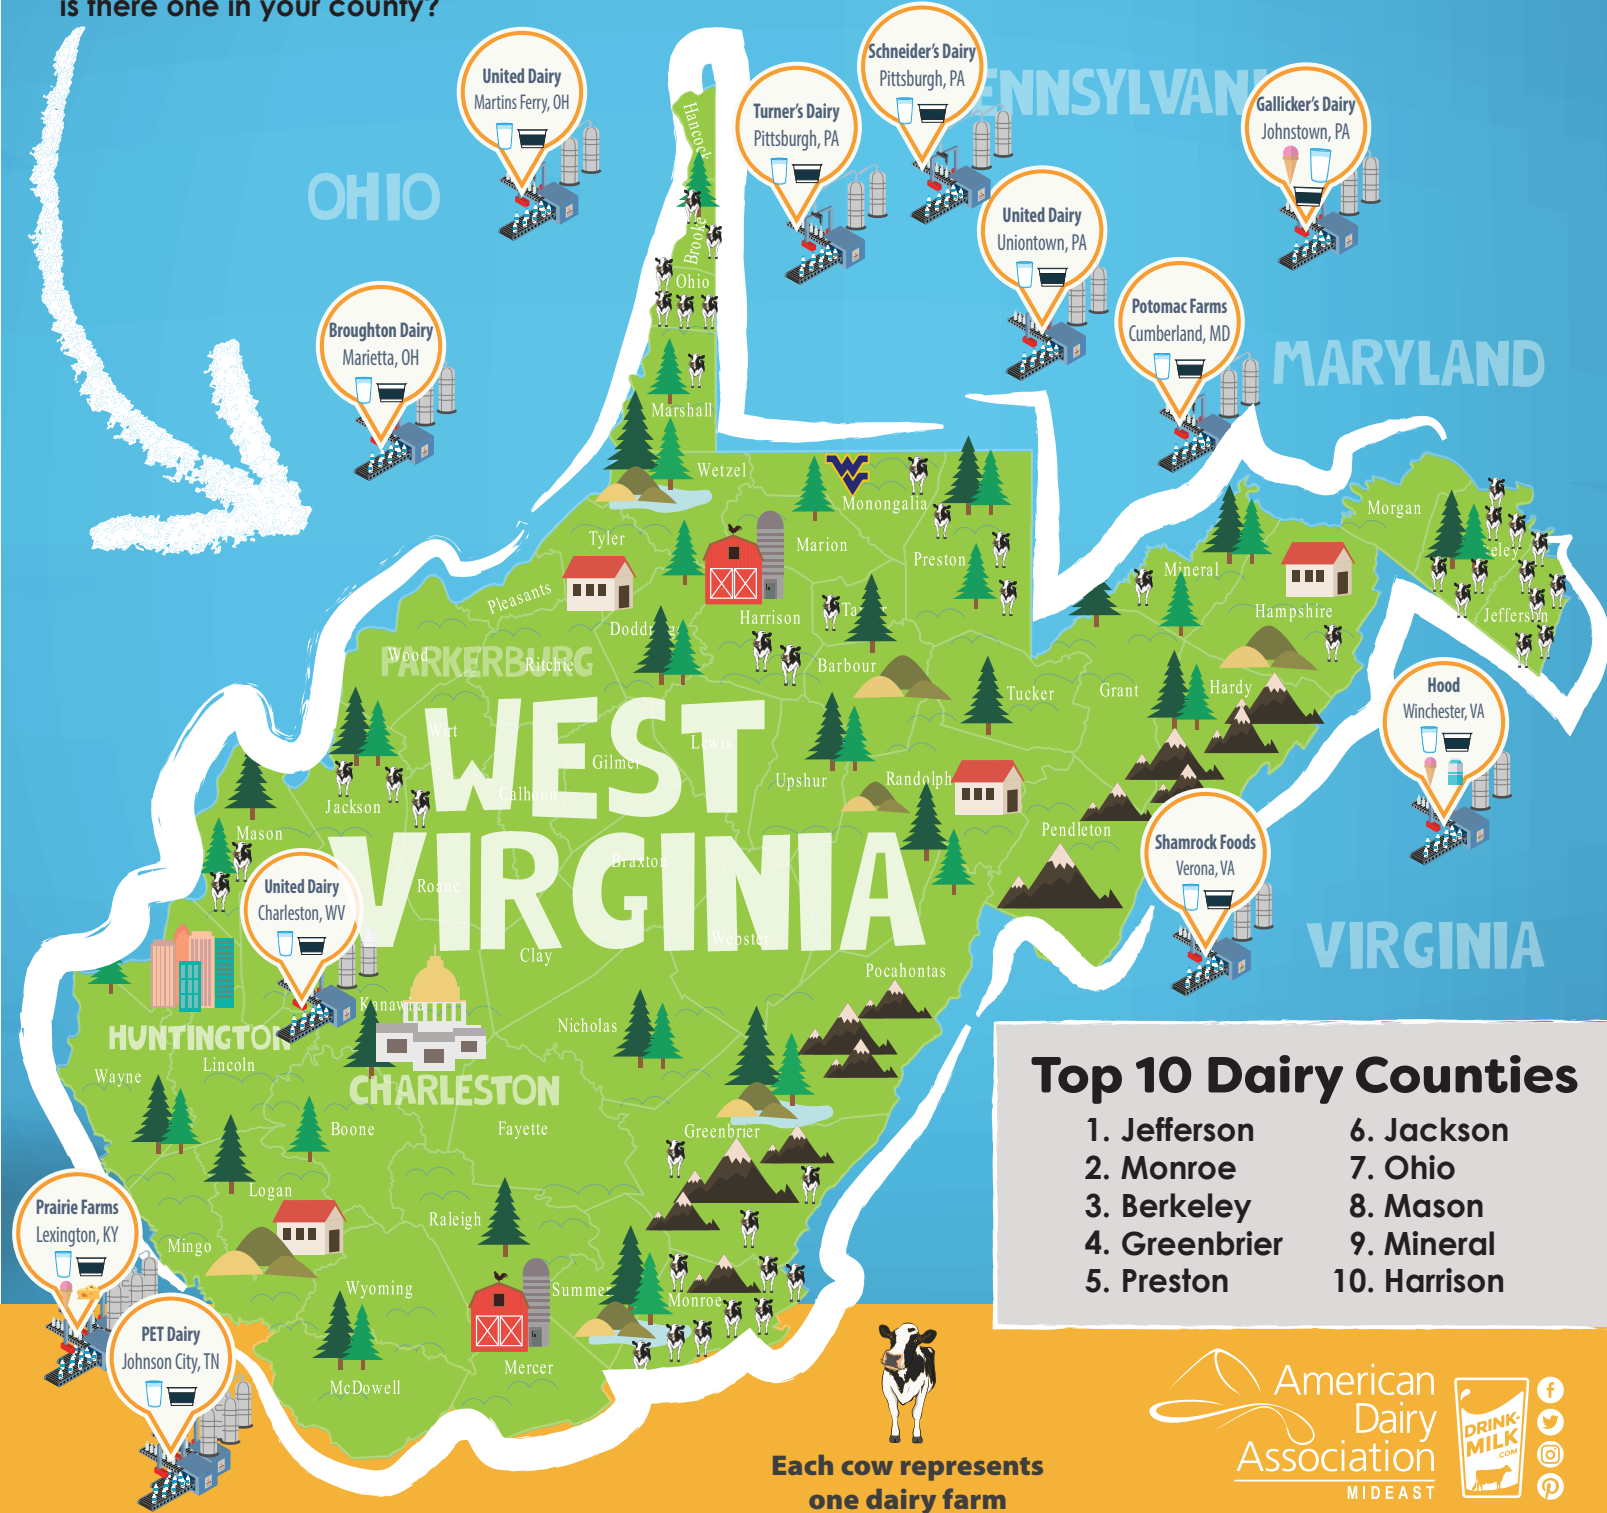 is there one in your county?
OHIO
United Dairy
Martins Ferry, OH
Turner's Dairy
Pittsburgh, PA
Schneider's Dairy
Pittsburgh, PA
Gallicker's Dairy
Johnstown, PA
United Dairy
Uniontown, PA
Potomac Farms
Cumberland, MD
MARYLAND
Broughton Dairy
Marietta, OH
Hancock
Brooke
Ohio
Marshall
Wetzel
Monongalia
Tyler
Marion
Preston
Pleasants
Harrison
Morgan
Mineral
Hampshire
Jefferson
PARKERBURG
Wood
Ritchie
Barbour
Tucker
Grant
Hardy
Hood
Winchester, VA
WEST
VIRGINIA
Wirt
Lewis
Gilmer
Calhoun
Upshur
Randolph
Jackson
Mason
Braxton
Roane
Pendleton
Shamrock Foods
Verona, VA
VIRGINIA
United Dairy
Charleston, WV
Webster
Clay
Pocahontas
Nicholas
HUNTINGTON
Lincoln
Wayne
CHARLESTON
Boone
Fayette
Greenbrier
Logan
Raleigh
Mingo
Wyoming
Monroe
Mercer
McDowell
Prairie Farms
Lexington, KY
PET Dairy
Johnson City, TN
Top 10 Dairy Counties
1. Jefferson
2. Monroe
3. Berkeley
4. Greenbrier
5. Preston
6. Jackson
7. Ohio
8. Mason
9. Mineral
10. Harrison
Each cow represents
one dairy farm
American
Dairy
Association
MIDEAST
DRINK-
MILK
.COM